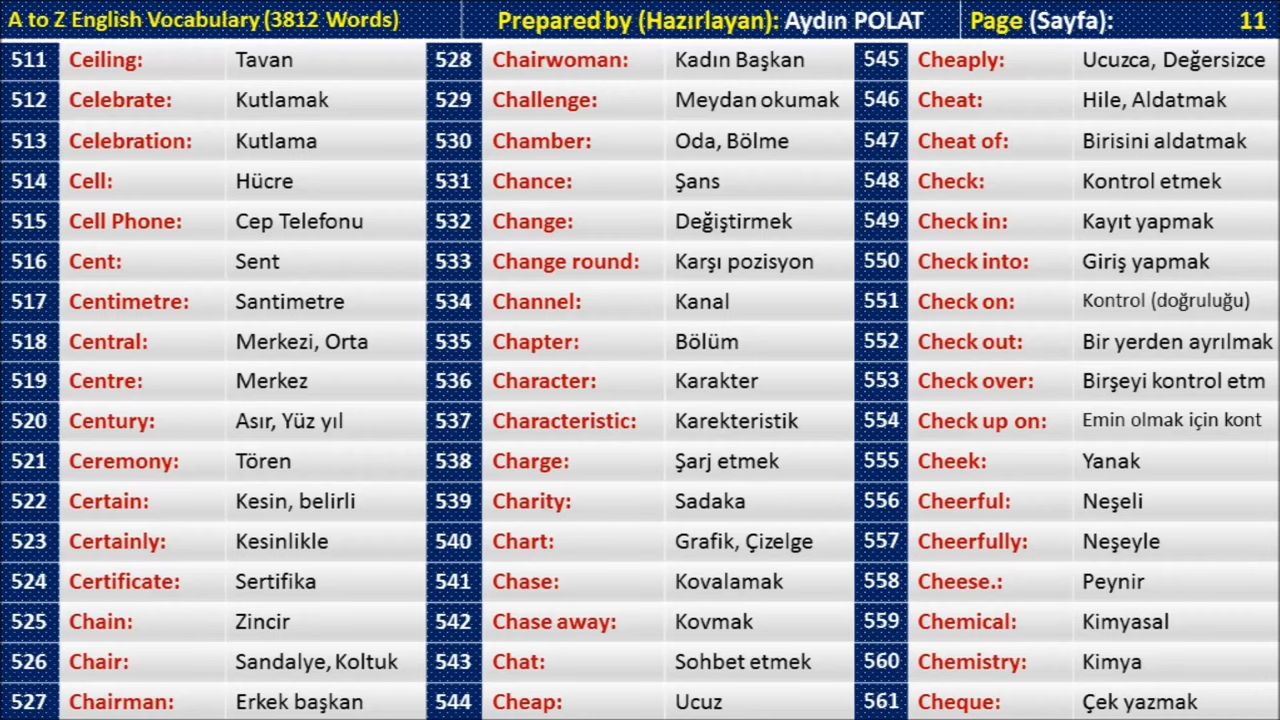 A to Z English Vocabulary (3812 Words) Prepared by (Hazırlayan): Aydın POLAT Page (Sayfa): 11
511 Ceiling: Tavan
512 Celebrate: Kutlamak
513 Celebration: Kutlama
514 Cell: Hücre
515 Cell Phone: Cep Telefonu
516 Cent: Sent
517 Centimetre: Santimetre
518 Central: Merkezi, Orta
519 Centre: Merkez
520 Century: Asır, Yüz yıl
521 Ceremony: Tören
522 Certain: Kesin, belirli
523 Certainly: Kesinlikle
524 Certificate: Sertifika
525 Chain: Zincir
526 Chair: Sandalye, Koltuk
527 Chairman: Erkek başkan
528 Chairwoman: Kadın Başkan
529 Challenge: Meydan okumak
530 Chamber: Oda, Bölme
531 Chance: Şans
532 Change: Değiştirmek
533 Change round: Karşı pozisyon
534 Channel: Kanal
535 Chapter: Bölüm
536 Character: Karakter
537 Characteristic: Karekteristik
538 Charge: Şarj etmek
539 Charity: Sadaka
540 Chart: Grafik, Çizelge
541 Chase: Kovalamak
542 Chase away: Kovmak
543 Chat: Sohbet etmek
544 Cheap: Ucuz
545 Cheaply: Ucuzca, Değersizce
546 Cheat: Hile, Aldatmak
547 Cheat of: Birisini aldatmak
548 Check: Kontrol etmek
549 Check in: Kayıt yapmak
550 Check into: Giriş yapmak
551 Check on: Kontrol (doğruluğu)
552 Check out: Bir yerden ayrılmak
553 Check over: Birşeyi kontrol etm
554 Check up on: Emin olmak için kont
555 Cheek: Yanak
556 Cheerful: Neşeli
557 Cheerfully: Neşeyle
558 Cheese.: Peynir
559 Chemical: Kimyasal
560 Chemistry: Kimya
561 Cheque: Çek yazmak